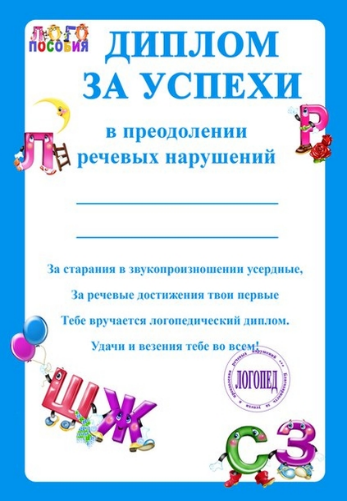 ЛОГО
ПОСОБИЯ
ДИПЛОМ
ЗА УСПЕХИ
в преодолении
речевых нарушений
Л
Р
За старания в звукопроизношении усердные,
За речевые достижения твои первые
Тебе вручается логопедический диплом.
Удачи и везения тебе во всем!
ЛОГОПЕД
Щ Ж
С З